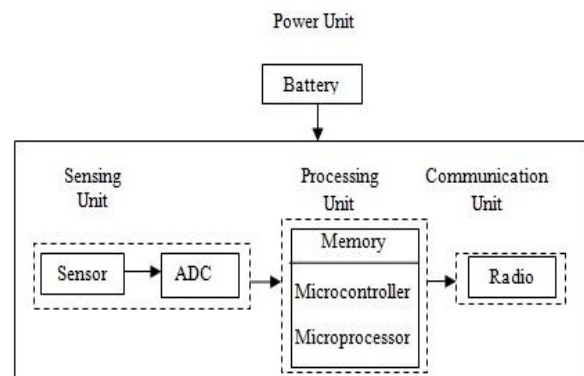 Power Unit
Battery
Sensing
Unit
Processing
Unit
Communication
Unit
Sensor
ADC
Memory
Microcontroller
Microprocessor
Radio